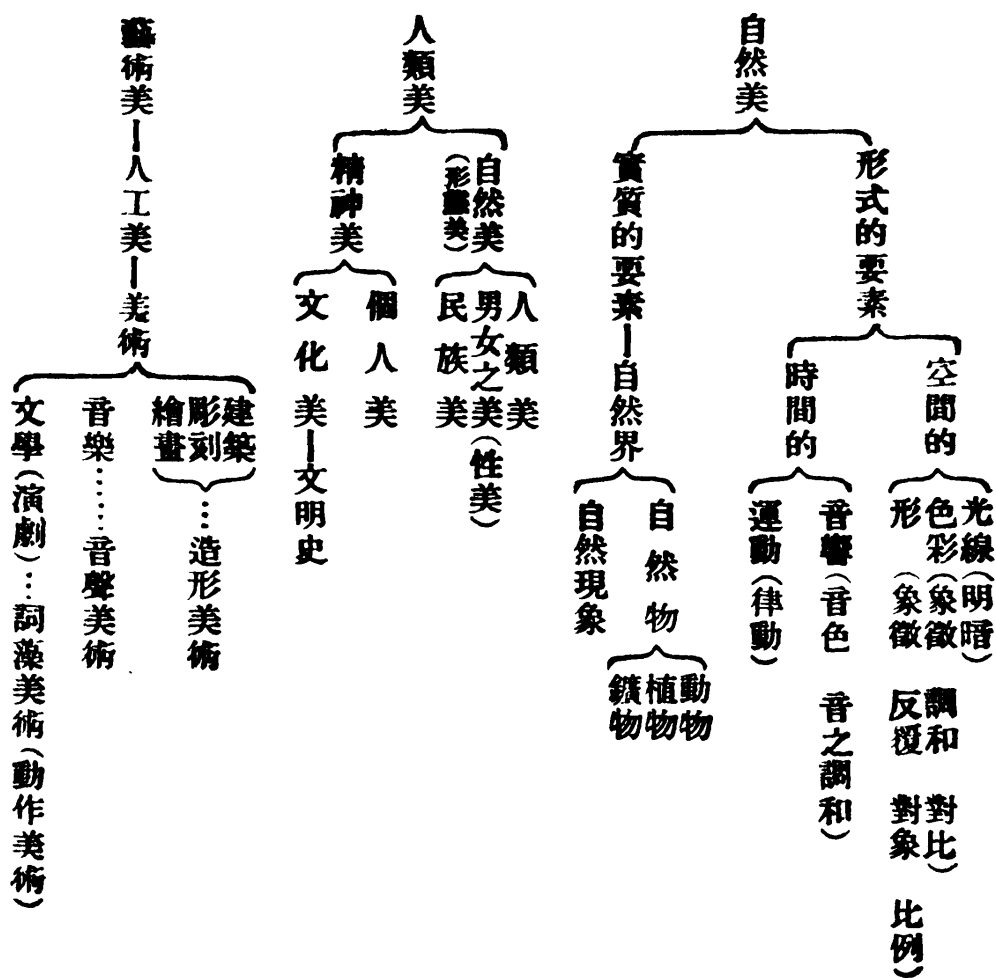 自然美
形式的要素
空間的
光線(明暗)
色彩(象徵 調和 對比)
形 (象徵 反覆 對象 比例)
時間的
音響(音色 音之調和)
運動(律動)
實質的要素—自然界
自然物
動物
植物
鑛物
自然現象
人類美
自然美
(形態美)
人類美
男女之美(性美)
民族美
精神美
個人美
文化美—文明史
藝術美—人工美—美術
建築
彫刻
繪畫
…造形美術
音樂……音聲美術
文學(演劇)…詞藻美術(動作美術)